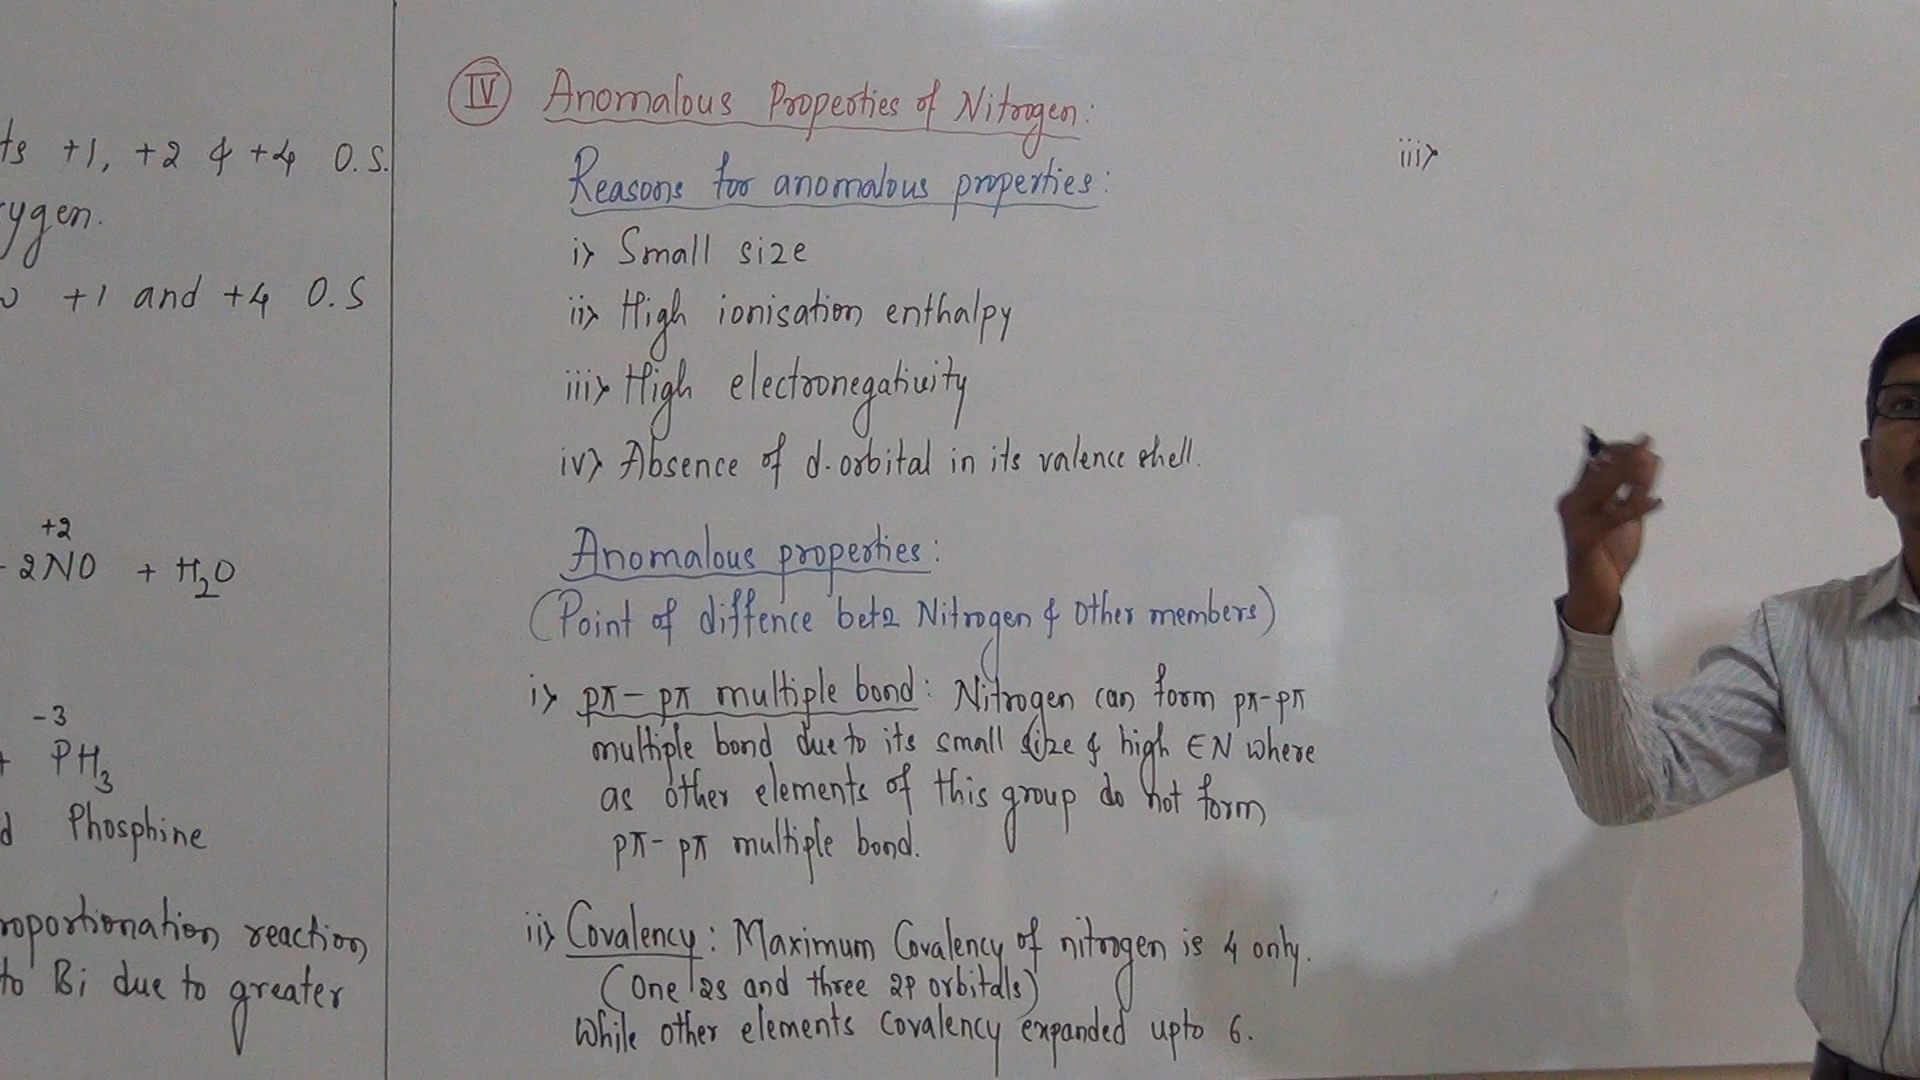 ts +1, +2 & +4 O.S.
ygen.
+1 and +4 O.S
+2
2NO + H₂O
-3
+ PH₃
d Phosphine
roportionation reaction
to Bi due to greater
IV Anomalous Properties of Nitrogen:
Reasons for anomalous properties:
i> Small size
ii> High ionisation enthalpy
iii> High electronegativity
iv> Absence of d-orbital in its valence shell.
Anomalous properties:
(Point of diffence bet2 Nitrogen & Other members)
i> pπ-pπ multiple bond: Nitrogen can form pπ-pπ
multiple bond due to its small size & high EN where
as other elements of this group do not form
pπ-pπ multiple bond.
ii> Covalency: Maximum Covalency of nitrogen is 4 only.
(One 2s and three 2p orbitals)
While other elements Covalency expanded upto 6.
iii>